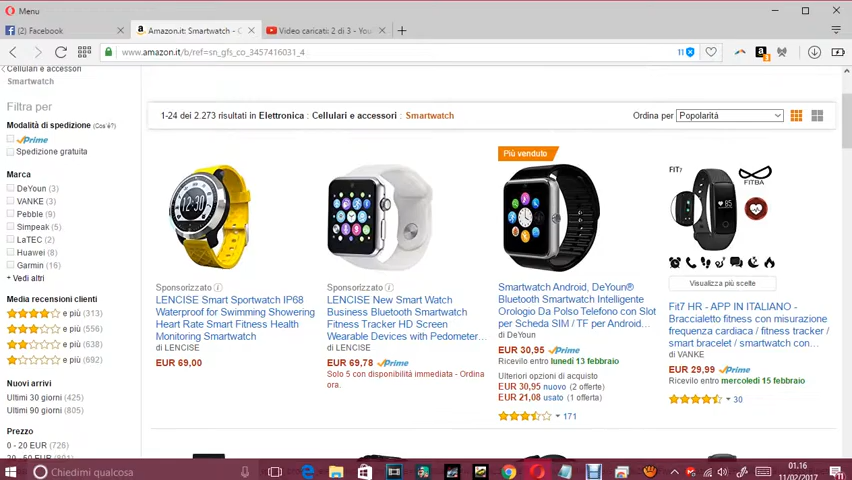 Menu
(2) Facebook
Amazon.it: Smartwatch - C
Video caricati: 2 di 3 - You
www.amazon.it/b/ref=sn_gfs_co_3457416031_4
11
Cellulari e accessori
Smartwatch
Filtra per
Modalità di spedizione (Cos'è?)
Prime
Spedizione gratuita
Marca
DeYoun (3)
VANKE (3)
Pebble (9)
Simpeak (5)
LaTEC (2)
Huawei (8)
Garmin (16)
+ Vedi altri
Media recensioni clienti
e più (313)
e più (556)
e più (638)
e più (692)
Nuovi arrivi
Ultimi 30 giorni (425)
Ultimi 90 giorni (805)
Prezzo
0 - 20 EUR (726)
1-24 dei 2.273 risultati in Elettronica : Cellulari e accessori : Smartwatch
Ordina per Popolarità
Sponsorizzato
LENCISE Smart Sportwatch IP68
Waterproof for Swimming Showering
Heart Rate Smart Fitness Health
Monitoring Smartwatch
di LENCISE
EUR 69,00
Sponsorizzato
LENCISE New Smart Watch
Business Bluetooth Smartwatch
Fitness Tracker HD Screen
Wearable Devices with Pedometer...
di LENCISE
EUR 69,78 Prime
Solo 5 con disponibilità immediata - Ordina
ora.
Più venduto
Smartwatch Android, DeYoun®
Bluetooth Smartwatch Intelligente
Orologio Da Polso Telefono con Slot
per Scheda SIM / TF per Android...
di DeYoun
EUR 30,95 Prime
Ricevilo entro lunedì 13 febbraio
Ulteriori opzioni di acquisto
EUR 30,95 nuovo (2 offerte)
EUR 21,08 usato (1 offerta)
171
FIT7
FITBA
Visualizza più scelte
Fit7 HR - APP IN ITALIANO -
Braccialetto fitness con misurazione
frequenza cardiaca / fitness tracker /
smart bracelet / smartwatch con...
di VANKE
EUR 29,99 Prime
Ricevilo entro mercoledì 15 febbraio
30
Chiedimi qualcosa
01.16
11/02/2017